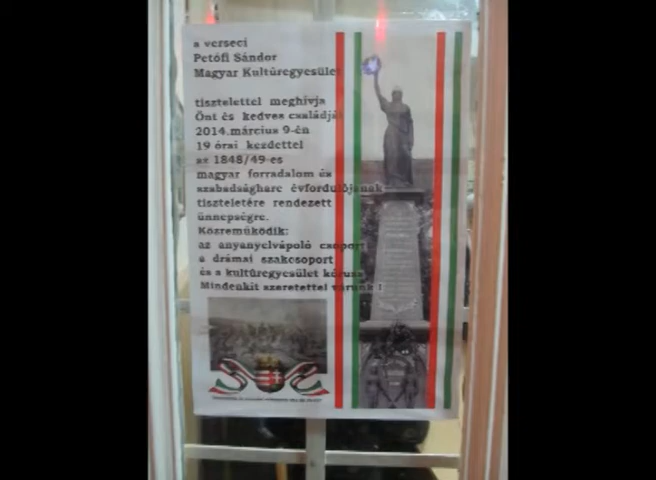 a verseci
Petőfi Sándor
Magyar Kultúregyesület
tisztelettel meghívja
Önt és kedves családját
2014.március 9-én
19 órai kezdettel
az 1848/49-es
magyar forradalom és
szabadságharc évfordulójának
tiszteletére rendezett
ünnepségre.
Közreműködik:
az anyanyelvápoló csoport
a drámai szakcsoport
és a kultúregyesület kórusa
Mindenkit szeretettel várunk !